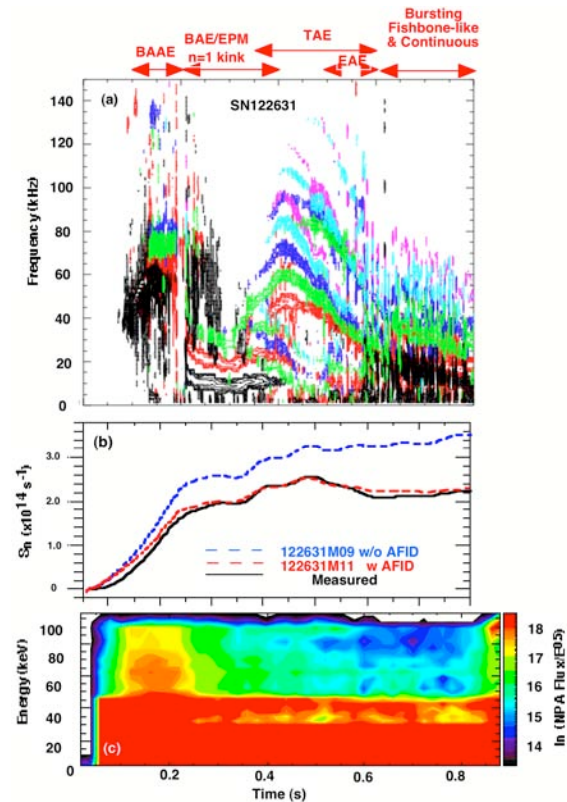 Bursting
Fishbone-like
& Continuous
TAE
BAE/EPM
n=1 kink
BAAE
EAE
(a)
SN122631
140
120
100
80
60
40
20
0
Frequency (kHz)
(b)
3.0
2.0
1.0
0
Sn (x10^14 s^-1)
122631M09 w/o AFID
122631M11 w AFID
Measured
100
80
60
40
20
0
Energy (keV)
(c)
18
17
16
15
14
ln (NPA Flux/E^0.5)
0
0.2
0.4
0.6
0.8
Time (s)